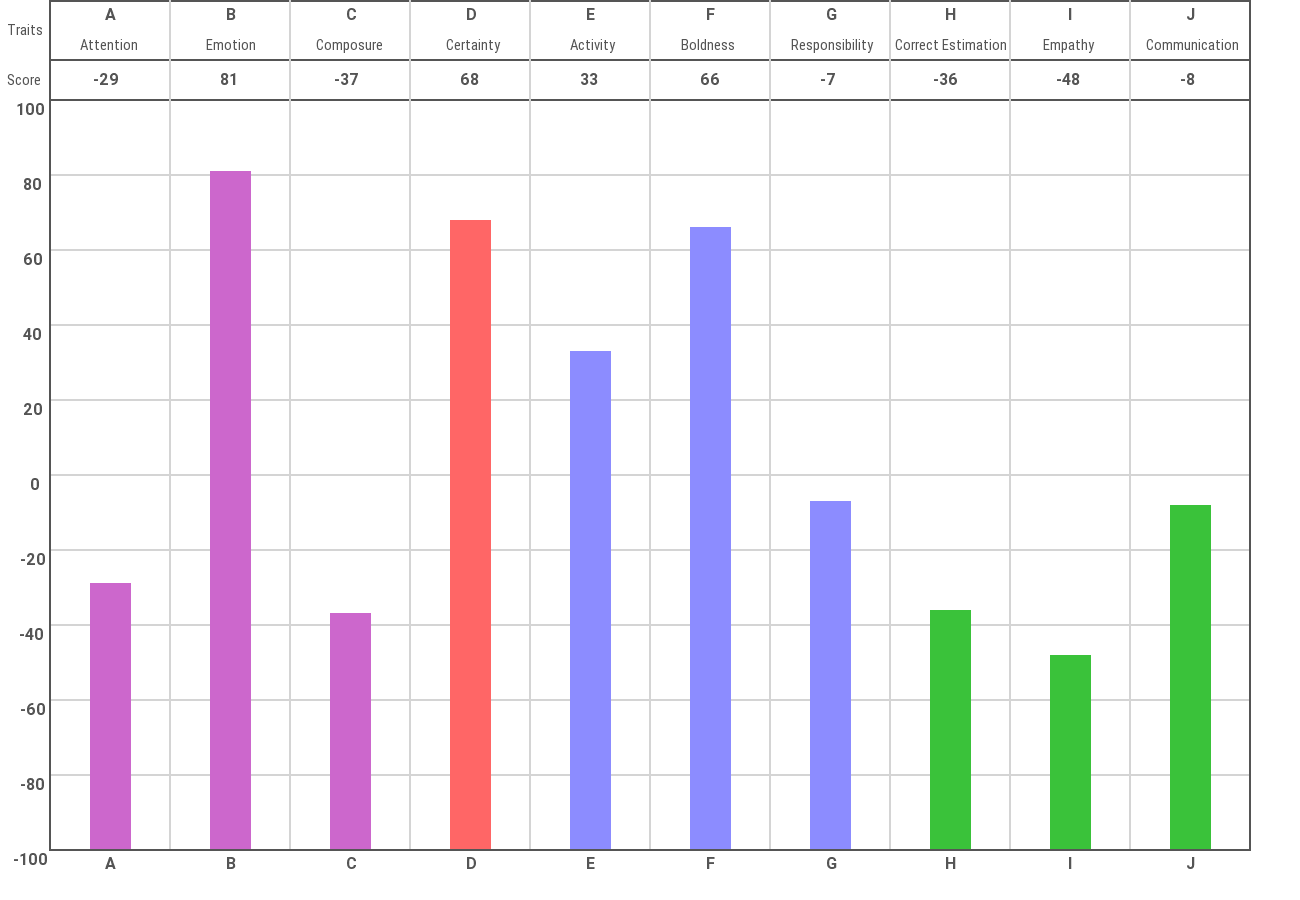 Traits A B C D E F G H I J
Attention Emotion Composure Certainty Activity Boldness Responsibility Correct Estimation Empathy Communication
Score -29 81 -37 68 33 66 -7 -36 -48 -8
100
80
60
40
20
0
-20
-40
-60
-80
-100
A B C D E F G H I J